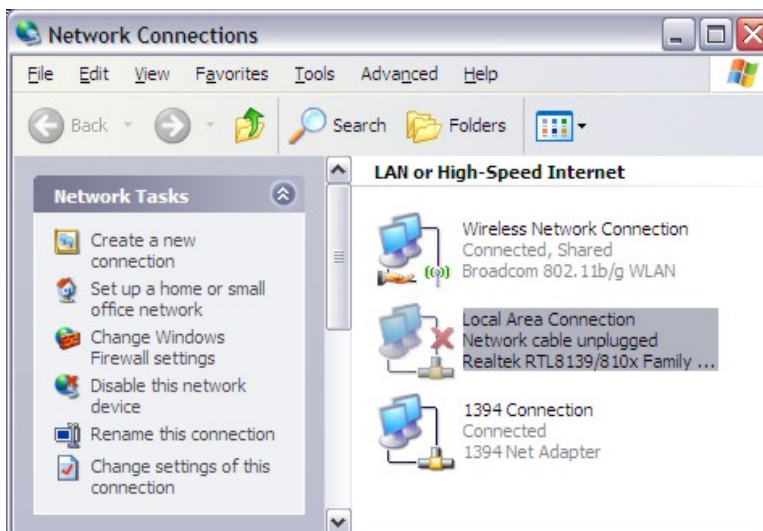 Network Connections
File Edit View Favorites Tools Advanced Help
Back Search Folders
Network Tasks
Create a new
connection
Set up a home or small
office network
Change Windows
Firewall settings
Disable this network
device
Rename this connection
Change settings of this
connection
LAN or High-Speed Internet
Wireless Network Connection
Connected, Shared
Broadcom 802.11b/g WLAN
Local Area Connection
Network cable unplugged
Realtek RTL8139/810x Family ...
1394 Connection
Connected
1394 Net Adapter